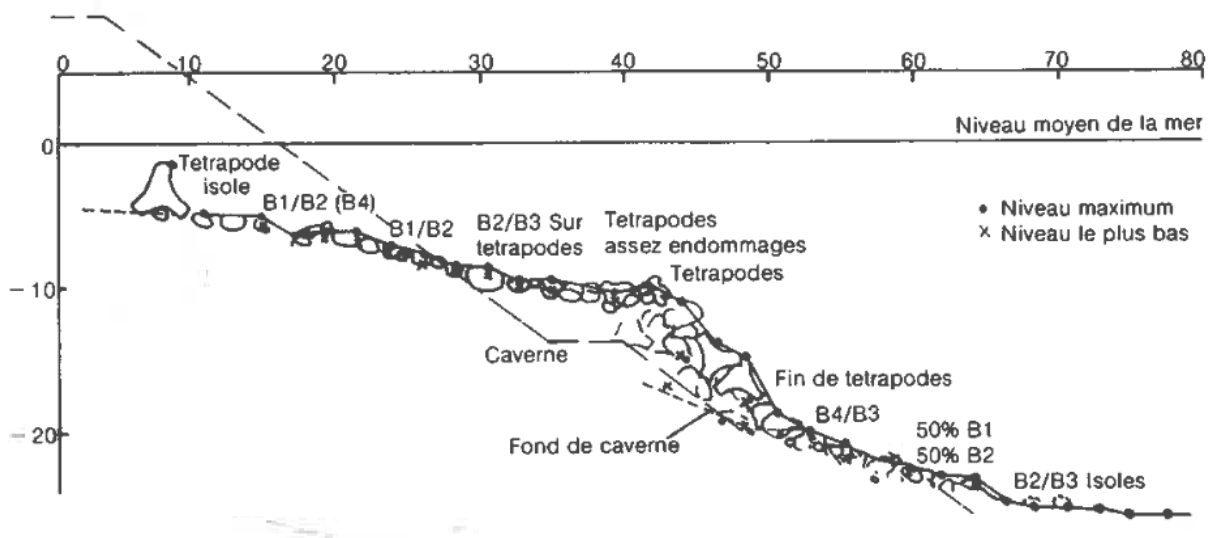 0 10 20 30 40 50 60 70 80
Niveau moyen de la mer
0
Tetrapode
isole
B1/B2 (B4)
B1/B2
B2/B3 Sur
tetrapodes
Tetrapodes
assez endommages
Tetrapodes
• Niveau maximum
× Niveau le plus bas
– 10
Caverne
Fin de tetrapodes
B4/B3
– 20
Fond de caverne
50% B1
50% B2
B2/B3 Isoles